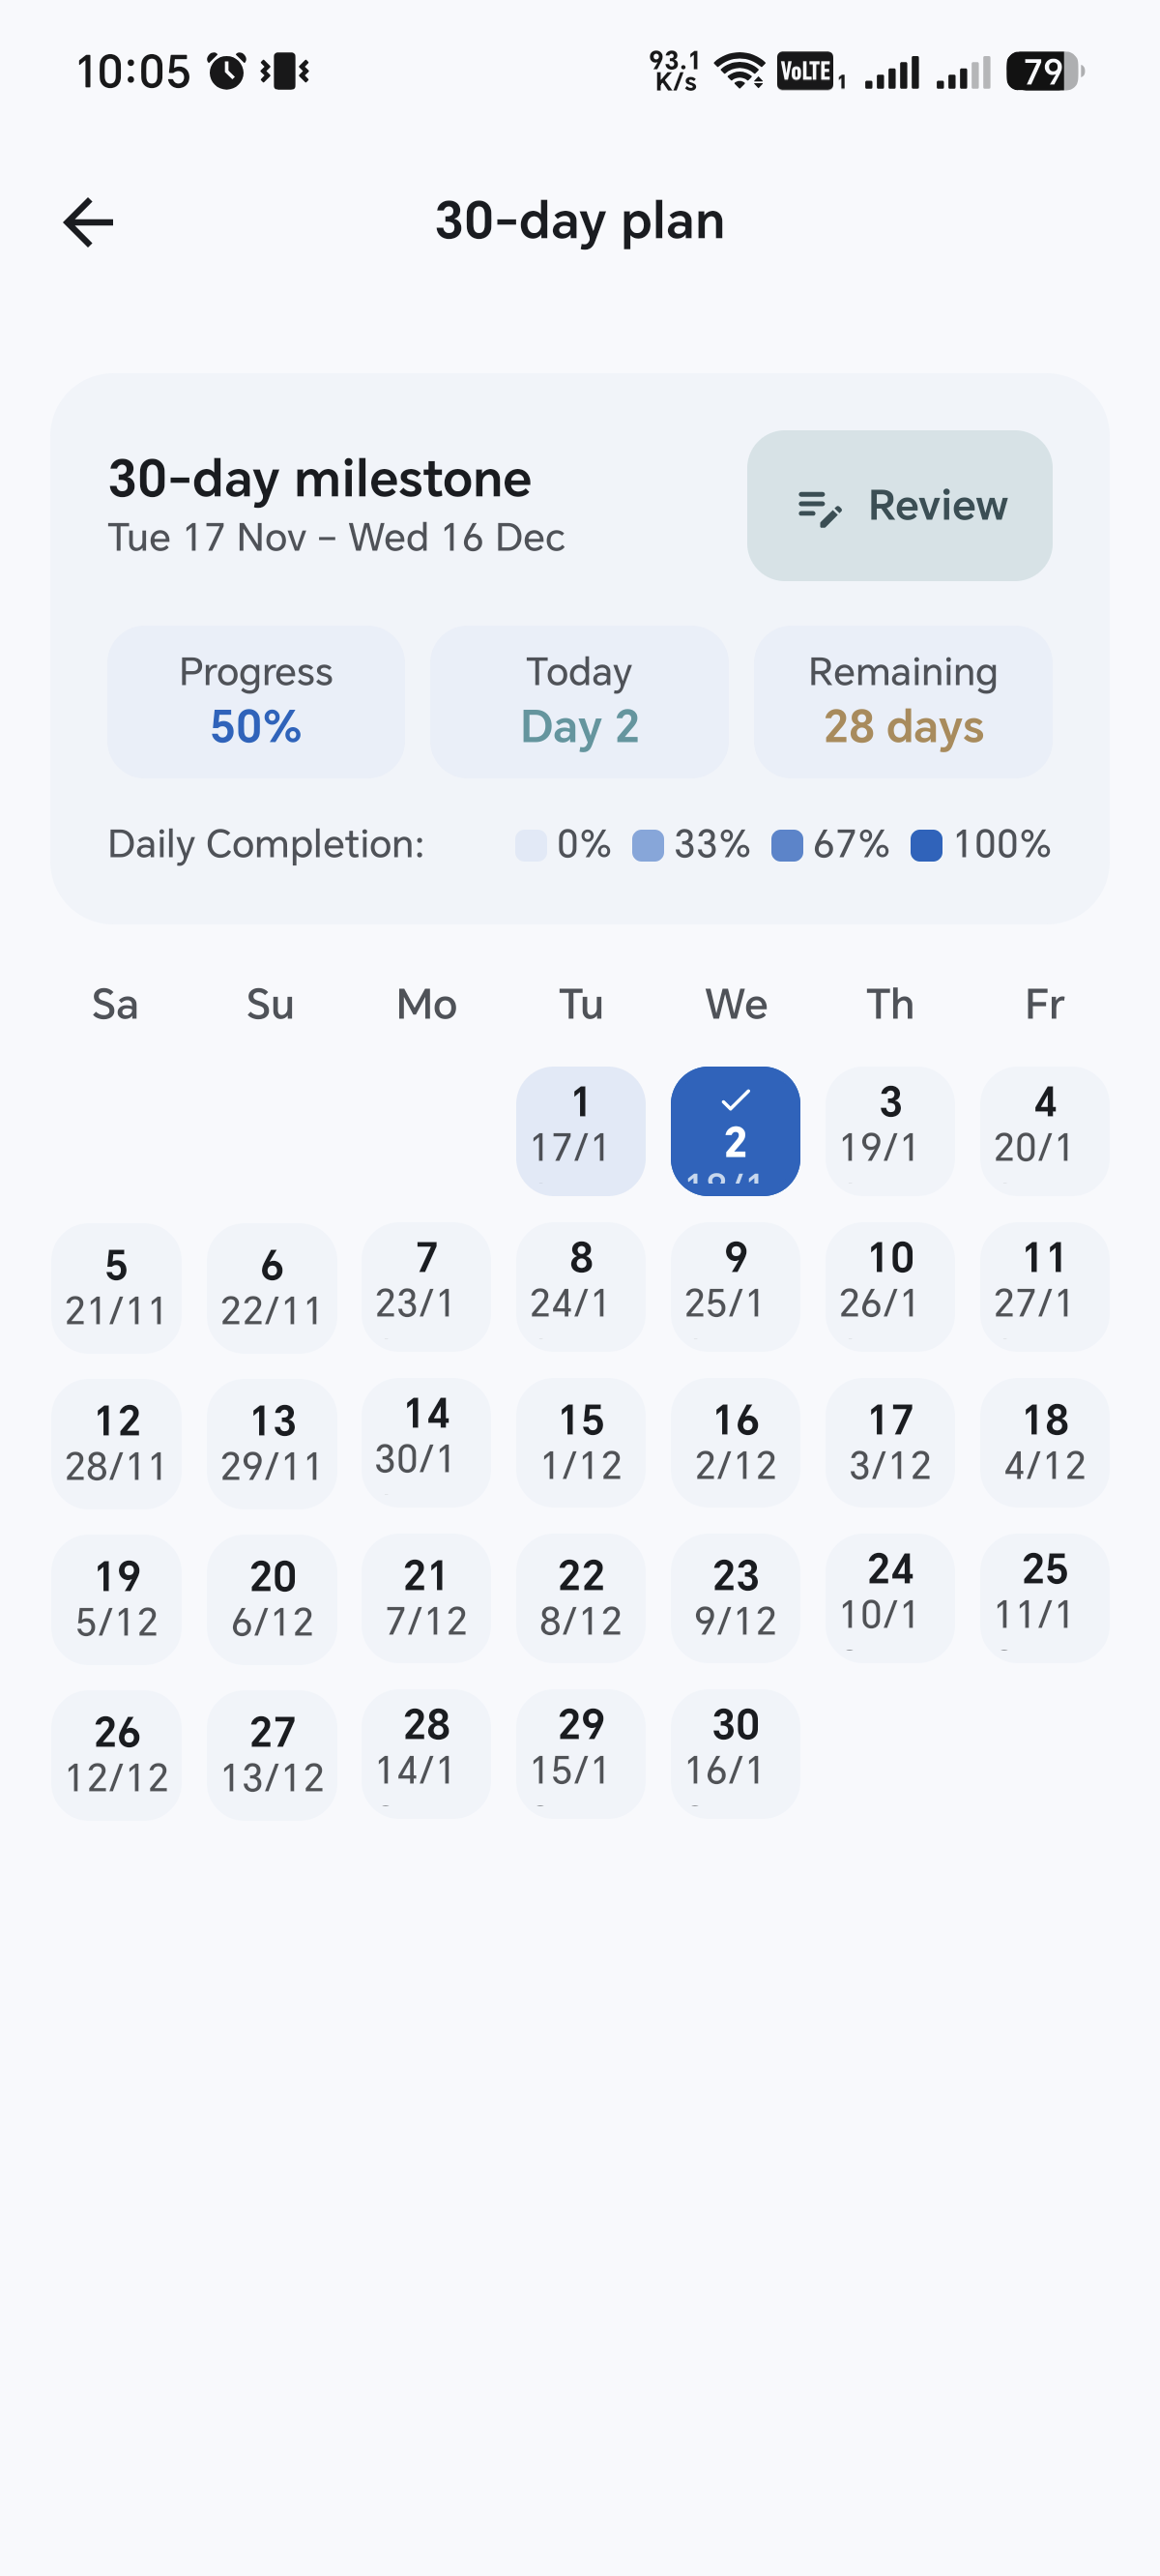 10:05 93.1 K/s VoLTE 1 79
30-day plan
30-day milestone
Review
Tue 17 Nov – Wed 16 Dec
Progress Today Remaining
50% Day 2 28 days
Daily Completion: 0% 33% 67% 100%
Sa Su Mo Tu We Th Fr
1 2 3 4
17/1 19/1 20/1
5 6 7 8 9 10 11
21/11 22/11 23/1 24/1 25/1 26/1 27/1
12 13 14 15 16 17 18
28/11 29/11 30/1 1/12 2/12 3/12 4/12
19 20 21 22 23 24 25
5/12 6/12 7/12 8/12 9/12 10/1 11/1
26 27 28 29 30
12/12 13/12 14/1 15/1 16/1